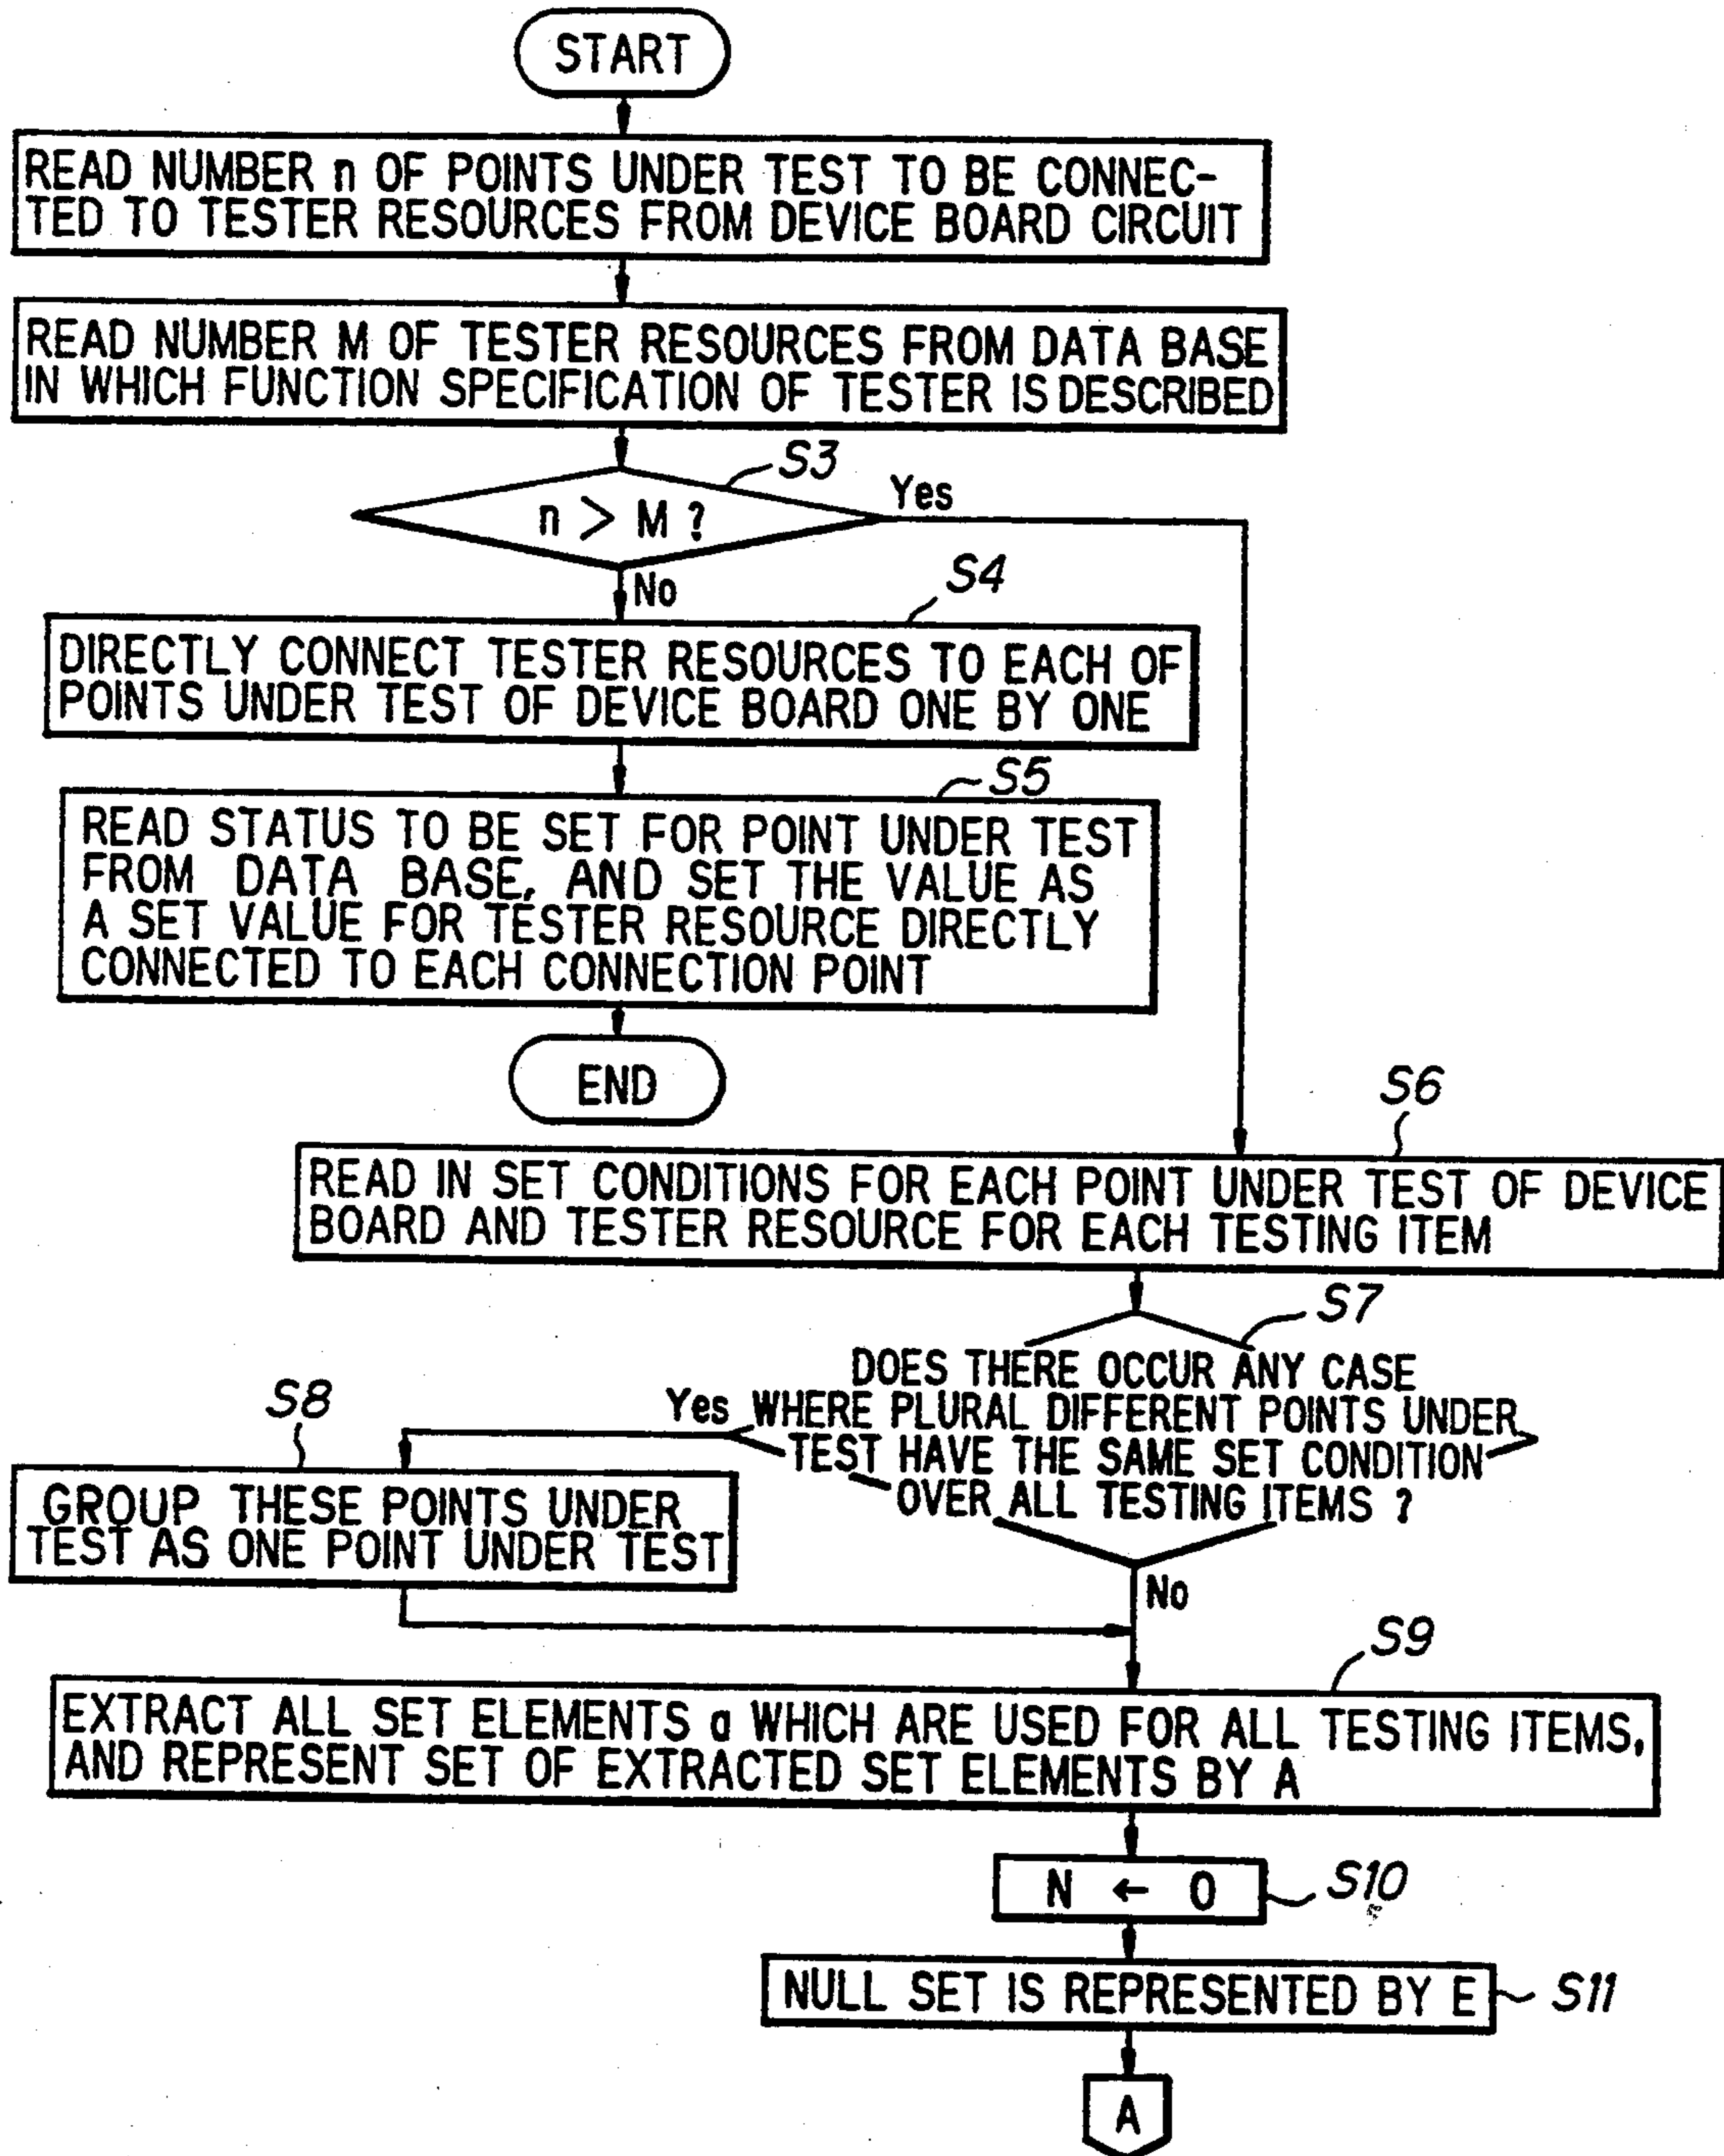 START
READ NUMBER n OF POINTS UNDER TEST TO BE CONNEC-
TED TO TESTER RESOURCES FROM DEVICE BOARD CIRCUIT
READ NUMBER M OF TESTER RESOURCES FROM DATA BASE
IN WHICH FUNCTION SPECIFICATION OF TESTER IS DESCRIBED
S3
n > M ?
Yes
No
S4
DIRECTLY CONNECT TESTER RESOURCES TO EACH OF
POINTS UNDER TEST OF DEVICE BOARD ONE BY ONE
S5
READ STATUS TO BE SET FOR POINT UNDER TEST
FROM DATA BASE, AND SET THE VALUE AS
A SET VALUE FOR TESTER RESOURCE DIRECTLY
CONNECTED TO EACH CONNECTION POINT
END
S6
READ IN SET CONDITIONS FOR EACH POINT UNDER TEST OF DEVICE
BOARD AND TESTER RESOURCE FOR EACH TESTING ITEM
S7
DOES THERE OCCUR ANY CASE
WHERE PLURAL DIFFERENT POINTS UNDER
TEST HAVE THE SAME SET CONDITION
OVER ALL TESTING ITEMS ?
Yes
No
S8
GROUP THESE POINTS UNDER
TEST AS ONE POINT UNDER TEST
S9
EXTRACT ALL SET ELEMENTS a WHICH ARE USED FOR ALL TESTING ITEMS,
AND REPRESENT SET OF EXTRACTED SET ELEMENTS BY A
N ← 0
S10
NULL SET IS REPRESENTED BY E
S11
A